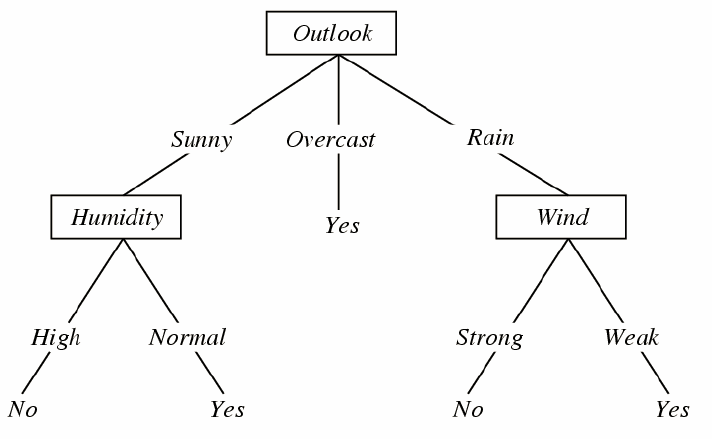 Outlook
Sunny Overcast Rain
Humidity Yes Wind
High Normal Strong Weak
No Yes No Yes